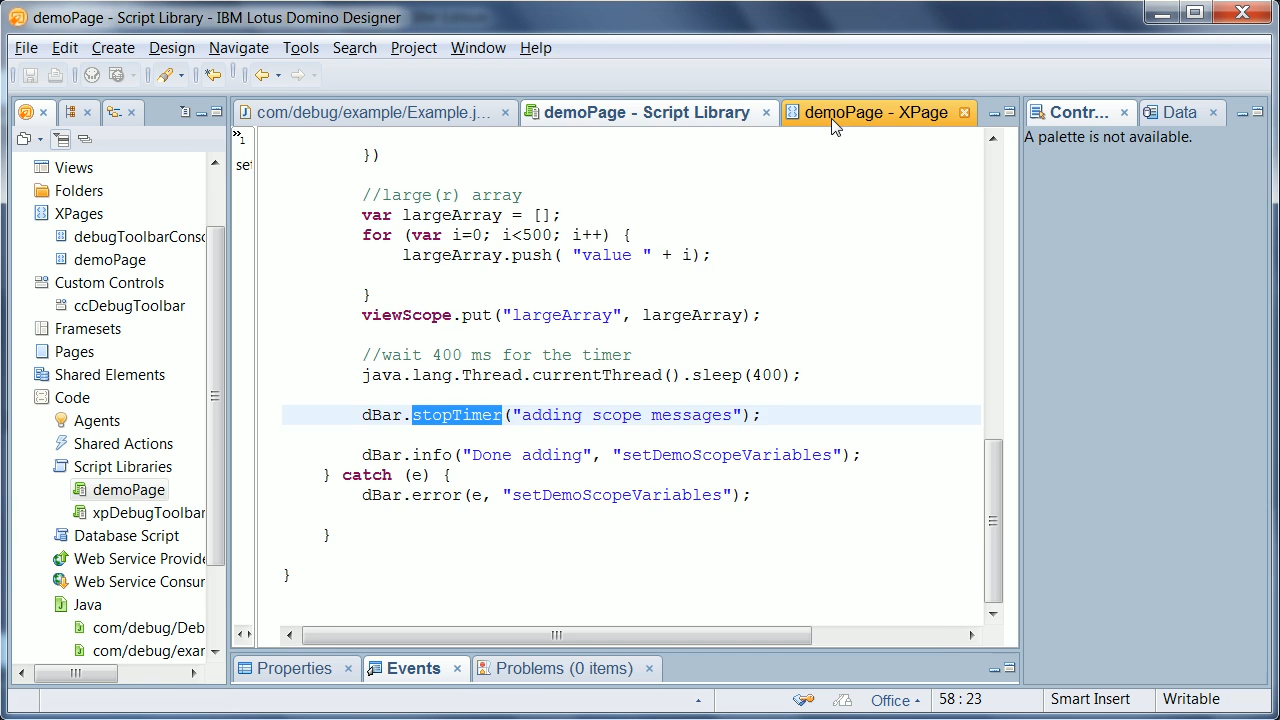 demoPage - Script Library - IBM Lotus Domino Designer
File Edit Create Design Navigate Tools Search Project Window Help
com/debug/example/Example.j...
demoPage - Script Library
demoPage - XPage
Contr...
Data
A palette is not available.
Views
Folders
XPages
debugToolbarConsc
demoPage
Custom Controls
ccDebugToolbar
Framesets
Pages
Shared Elements
Code
Agents
Shared Actions
Script Libraries
demoPage
xpDebugToolbar
Database Script
Web Service Provide
Web Service Consur
Java
com/debug/Deb
com/debug/exar
»1
set
})
//large(r) array
var largeArray = [];
for (var i=0; i<500; i++) {
largeArray.push( "value " + i);
}
viewScope.put("largeArray", largeArray);
//wait 400 ms for the timer
java.lang.Thread.currentThread().sleep(400);
dBar.stopTimer("adding scope messages");
dBar.info("Done adding", "setDemoScopeVariables");
} catch (e) {
dBar.error(e, "setDemoScopeVariables");
}
}
Properties
Events
Problems (0 items)
Office
58 : 23
Smart Insert
Writable